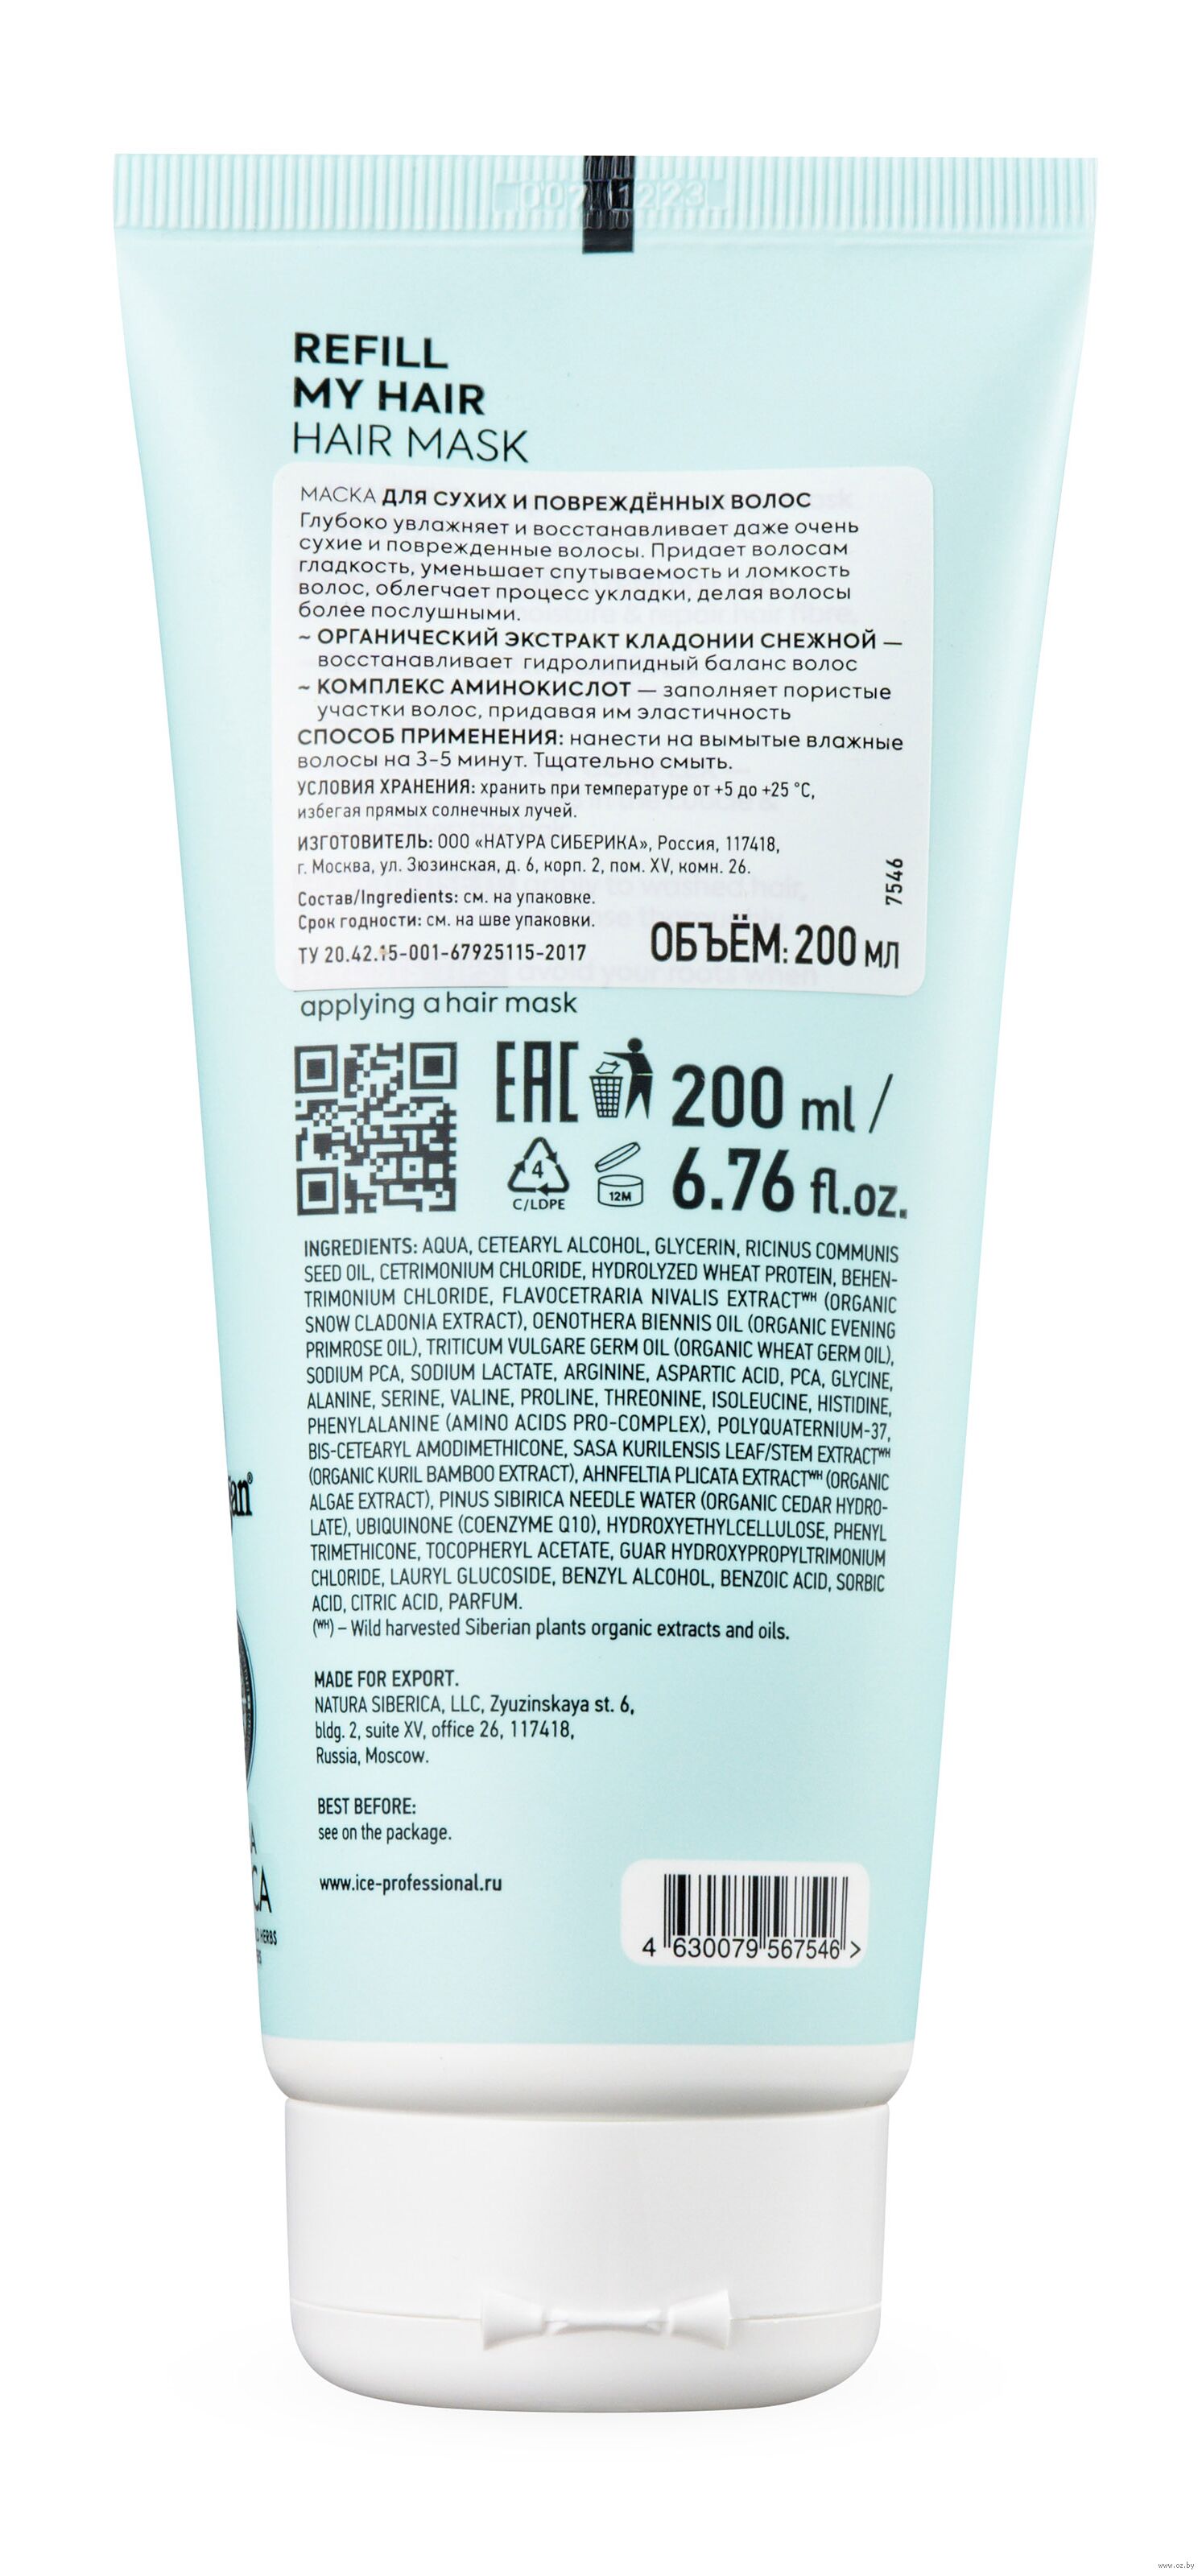 REFILL
MY HAIR
HAIR MASK
МАСКА ДЛЯ СУХИХ И ПОВРЕЖДЁННЫХ ВОЛОС
Глубоко увлажняет и восстанавливает даже очень
сухие и поврежденные волосы. Придает волосам
гладкость, уменьшает спутываемость и ломкость
волос, облегчает процесс укладки, делая волосы
более послушными.
~ ОРГАНИЧЕСКИЙ ЭКСТРАКТ КЛАДОНИИ СНЕЖНОЙ —
восстанавливает гидролипидный баланс волос
~ КОМПЛЕКС АМИНОКИСЛОТ — заполняет пористые
участки волос, придавая им эластичность
СПОСОБ ПРИМЕНЕНИЯ: нанести на вымытые влажные
волосы на 3-5 минут. Тщательно смыть.
УСЛОВИЯ ХРАНЕНИЯ: хранить при температуре от +5 до +25 °C,
избегая прямых солнечных лучей.
ИЗГОТОВИТЕЛЬ: ООО «НАТУРА СИБЕРИКА», Россия, 117418,
г. Москва, ул. Зюзинская, д. 6, корп. 2, пом. XV, комн. 26.
Состав/Ingredients: см. на упаковке.
Срок годности: см. на шве упаковки.
ТУ 20.42.15-001-67925115-2017
ОБЪЁМ: 200 МЛ
7546
applying a hair mask
EAC
200 ml /
6.76 fl.oz.
4
C/LDPE
12M
INGREDIENTS: AQUA, CETEARYL ALCOHOL, GLYCERIN, RICINUS COMMUNIS
SEED OIL, CETRIMONIUM CHLORIDE, HYDROLYZED WHEAT PROTEIN, BEHEN-
TRIMONIUM CHLORIDE, FLAVOCETRARIA NIVALIS EXTRACTᵂᴴ (ORGANIC
SNOW CLADONIA EXTRACT), OENOTHERA BIENNIS OIL (ORGANIC EVENING
PRIMROSE OIL), TRITICUM VULGARE GERM OIL (ORGANIC WHEAT GERM OIL),
SODIUM PCA, SODIUM LACTATE, ARGININE, ASPARTIC ACID, PCA, GLYCINE,
ALANINE, SERINE, VALINE, PROLINE, THREONINE, ISOLEUCINE, HISTIDINE,
PHENYLALANINE (AMINO ACIDS PRO-COMPLEX), POLYQUATERNIUM-37,
BIS-CETEARYL AMODIMETHICONE, SASA KURILENSIS LEAF/STEM EXTRACTᵂᴴ
(ORGANIC KURIL BAMBOO EXTRACT), AHNFELTIA PLICATA EXTRACTᵂᴴ (ORGANIC
ALGAE EXTRACT), PINUS SIBIRICA NEEDLE WATER (ORGANIC CEDAR HYDRO-
LATE), UBIQUINONE (COENZYME Q10), HYDROXYETHYLCELLULOSE, PHENYL
TRIMETHICONE, TOCOPHERYL ACETATE, GUAR HYDROXYPROPYLTRIMONIUM
CHLORIDE, LAURYL GLUCOSIDE, BENZYL ALCOHOL, BENZOIC ACID, SORBIC
ACID, CITRIC ACID, PARFUM.
(ᵂᴴ) – Wild harvested Siberian plants organic extracts and oils.
MADE FOR EXPORT.
NATURA SIBERICA, LLC, Zyuzinskaya st. 6,
bldg. 2, suite XV, office 26, 117418,
Russia, Moscow.
BEST BEFORE:
see on the package.
www.ice-professional.ru
4 630079 567546 >
www.oz.by